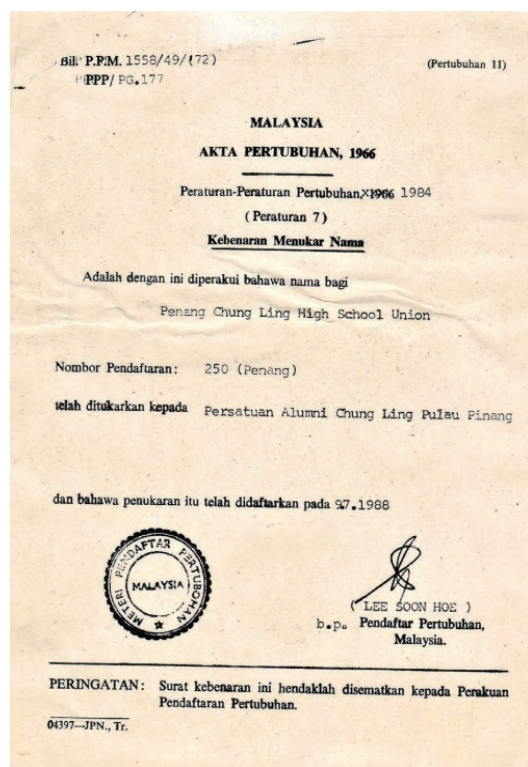 Bil. P.P.M. 1558/49/(72)
(Pertubuhan 11)
PPP/ PG.177
MALAYSIA
AKTA PERTUBUHAN, 1966
Peraturan-Peraturan Pertubuhan, 1966 1984
( Peraturan 7 )
Kebenaran Menukar Nama
Adalah dengan ini diperakui bahawa nama bagi
Penang Chung Ling High School Union
Nombor Pendaftaran: 250 (Penang)
telah ditukarkan kepada Persatuan Alumni Chung Ling Pulau Pinang
dan bahawa penukaran itu telah didaftarkan pada 9.7.1988
METERI PENDAFTAR PERTUBOHAN
MALAYSIA
( LEE SOON HOE )
b.p. Pendaftar Pertubuhan,
Malaysia.
PERINGATAN: Surat kebenaran ini hendaklah disematkan kepada Perakuan
Pendaftaran Pertubuhan.
04397—JPN., Tr.